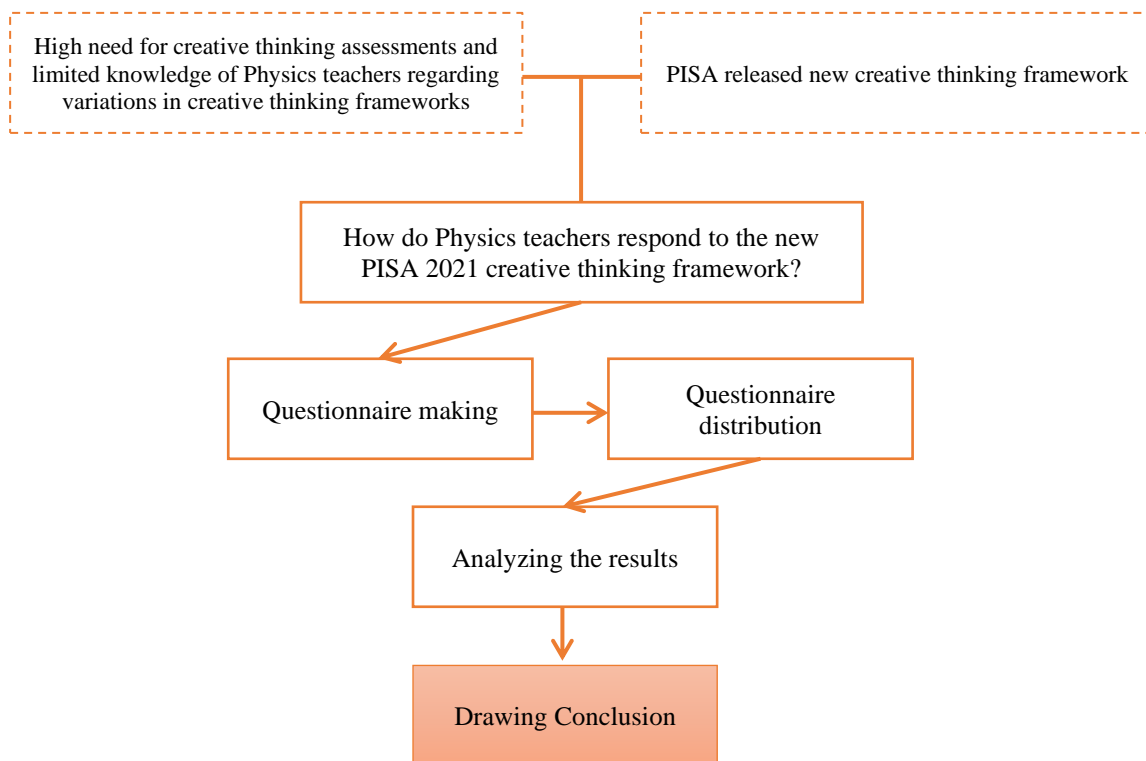 High need for creative thinking assessments and
limited knowledge of Physics teachers regarding
variations in creative thinking frameworks
PISA released new creative thinking framework
How do Physics teachers respond to the new
PISA 2021 creative thinking framework?
Questionnaire making
Questionnaire
distribution
Analyzing the results
Drawing Conclusion